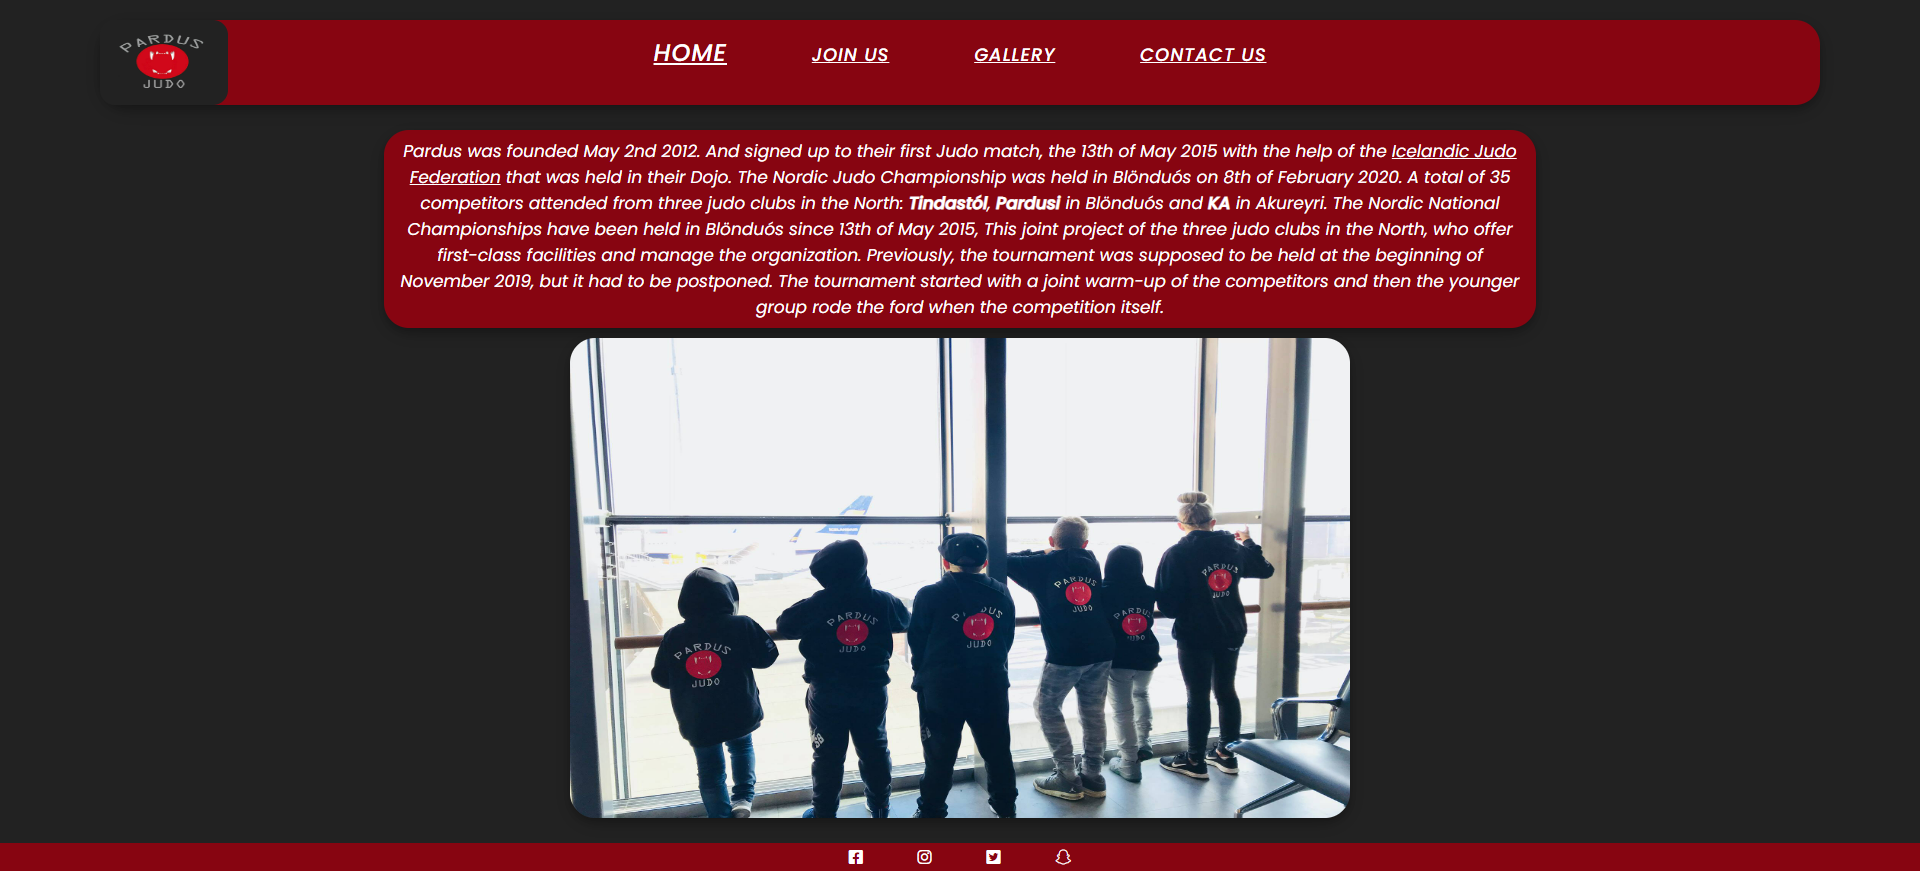 PARDUS
JUDO
HOME
JOIN US
GALLERY
CONTACT US
Pardus was founded May 2nd 2012. And signed up to their first Judo match, the 13th of May 2015 with the help of the Icelandic Judo
Federation that was held in their Dojo. The Nordic Judo Championship was held in Blönduós on 8th of February 2020. A total of 35
competitors attended from three judo clubs in the North: Tindastól, Pardusi in Blönduós and KA in Akureyri. The Nordic National
Championships have been held in Blönduós since 13th of May 2015, This joint project of the three judo clubs in the North, who offer
first-class facilities and manage the organization. Previously, the tournament was supposed to be held at the beginning of
November 2019, but it had to be postponed. The tournament started with a joint warm-up of the competitors and then the younger
group rode the ford when the competition itself.
PARDUS
JUDO
PARDUS
JUDO
JUDO
PARDUS
JUDO
PARDUS
JUDO
PARDUS
JUDO